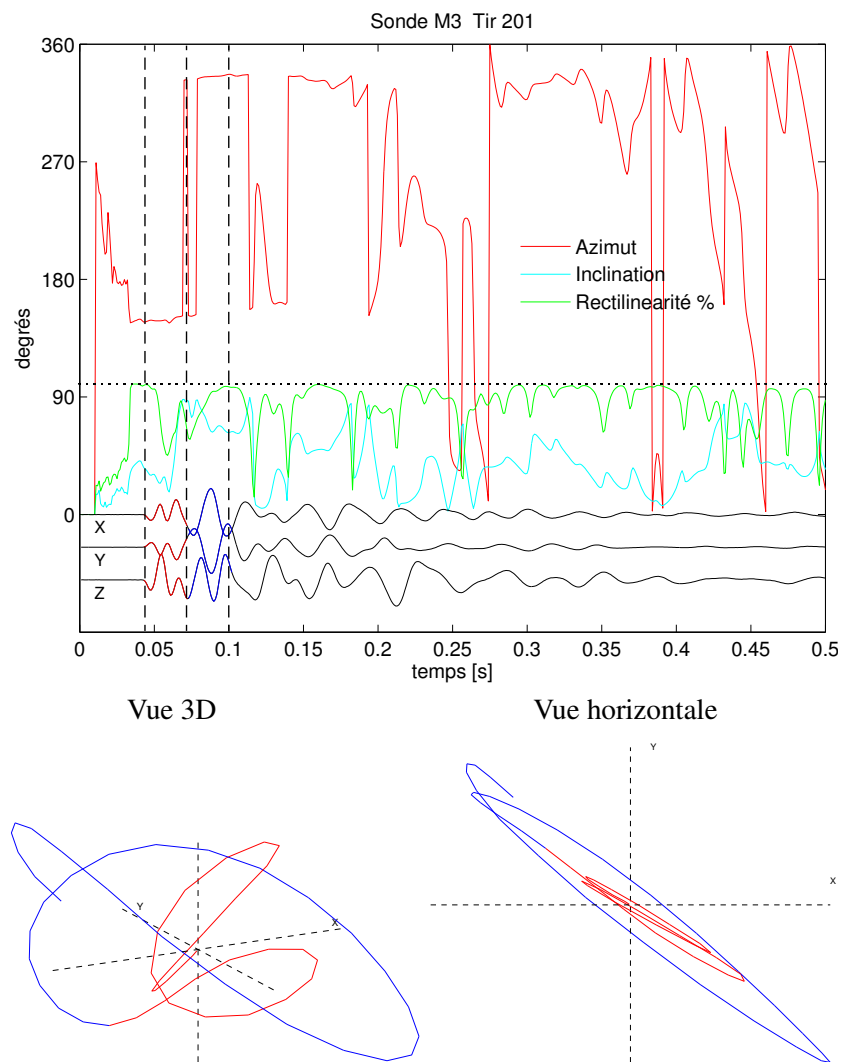 Sonde M3 Tir 201
360
270
180
90
0
degrés
Azimut
Inclination
Rectilinearité %
X
Y
Z
0 0.05 0.1 0.15 0.2 0.25 0.3 0.35 0.4 0.45 0.5
temps [s]
Vue 3D Vue horizontale
Y
X
Y
X